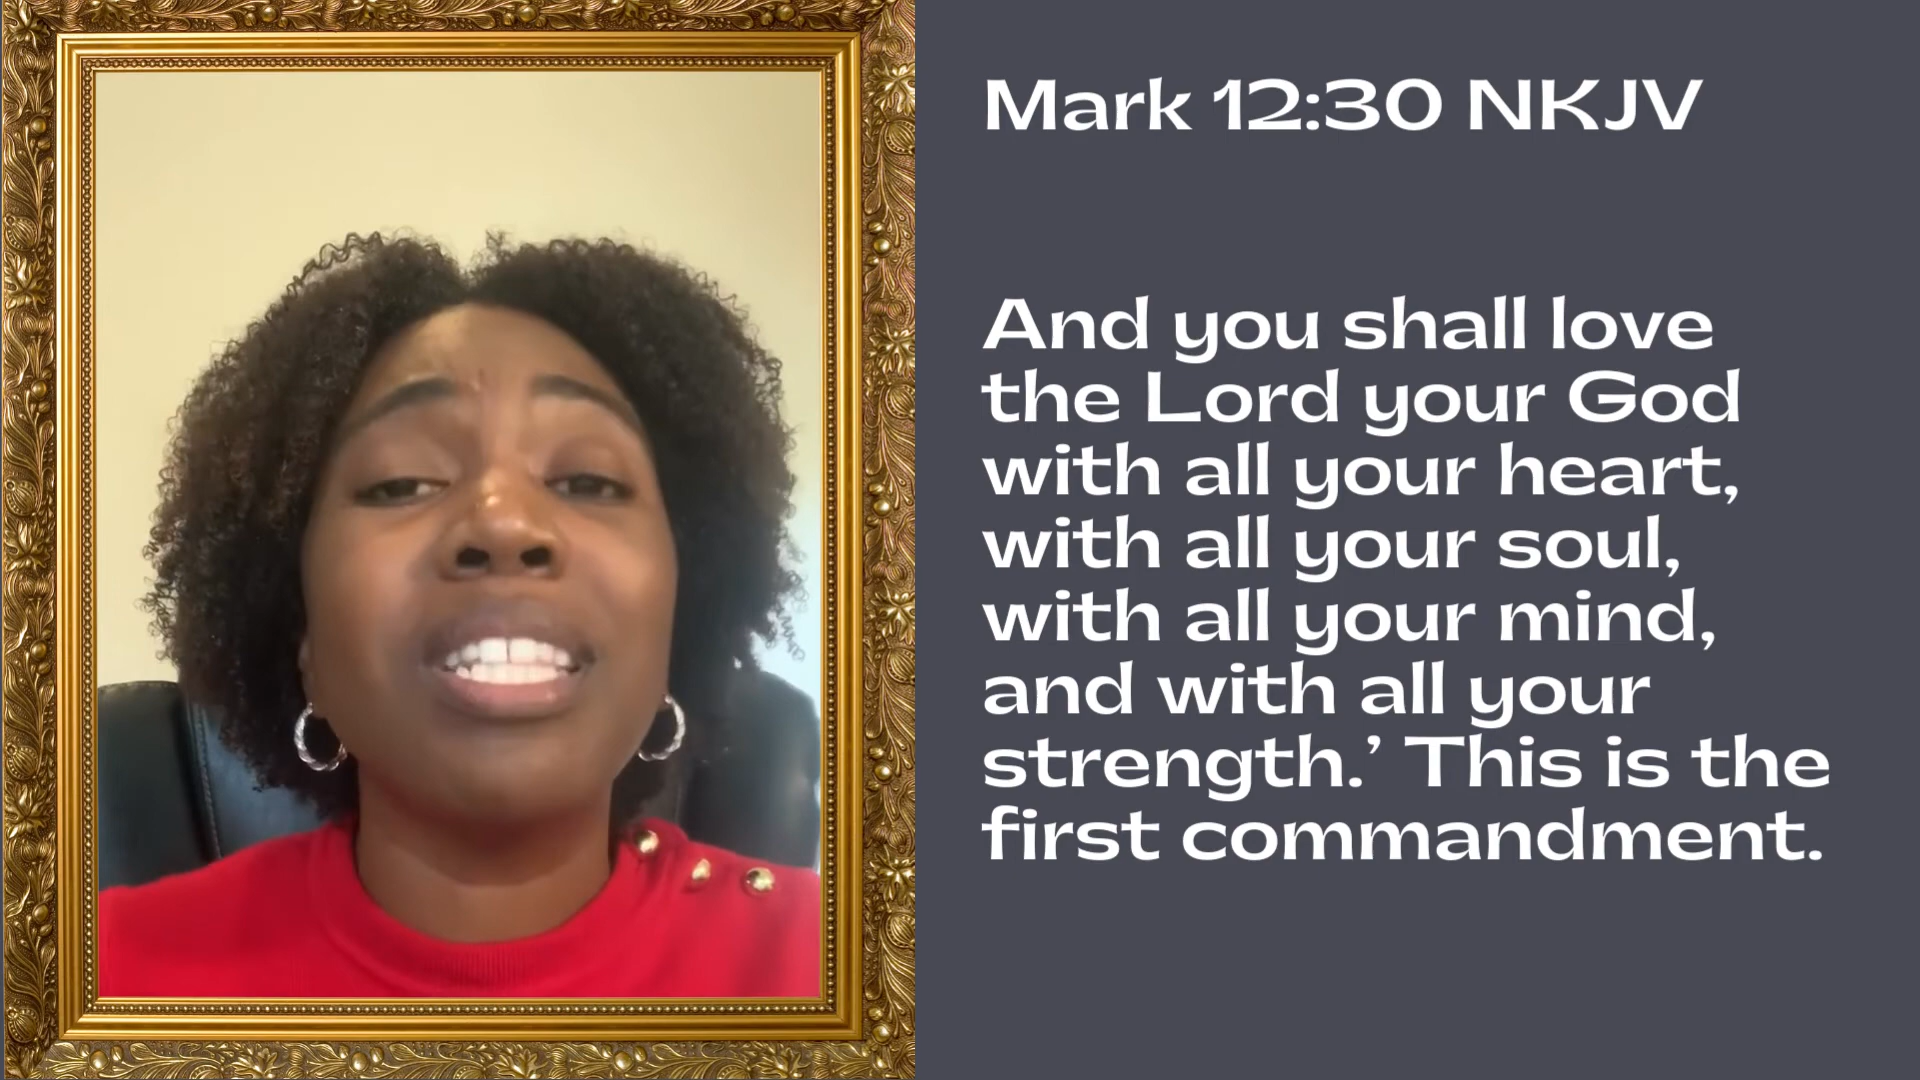 Mark 12:30 NKJV
And you shall love
the Lord your God
with all your heart,
with all your soul,
with all your mind,
and with all your
strength.’ This is the
first commandment.